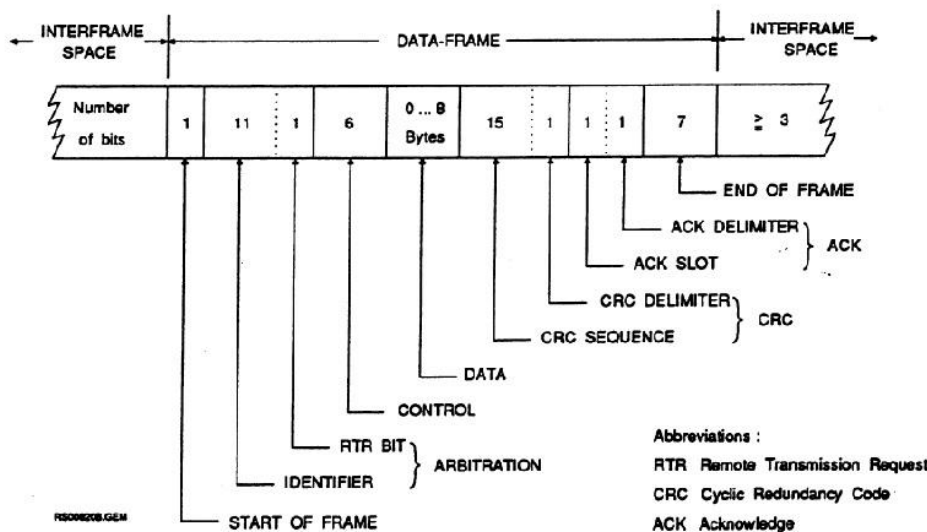 INTERFRAME SPACE
DATA-FRAME
INTERFRAME SPACE
Number of bits
1
11
1
6
0 ... 8 Bytes
15
1
1
1
7
≥ 3
END OF FRAME
ACK DELIMITER
ACK
ACK SLOT
CRC DELIMITER
CRC
CRC SEQUENCE
DATA
CONTROL
RTR BIT
ARBITRATION
IDENTIFIER
START OF FRAME
Abbreviations :
RTR Remote Transmission Request
CRC Cyclic Redundancy Code
ACK Acknowledge